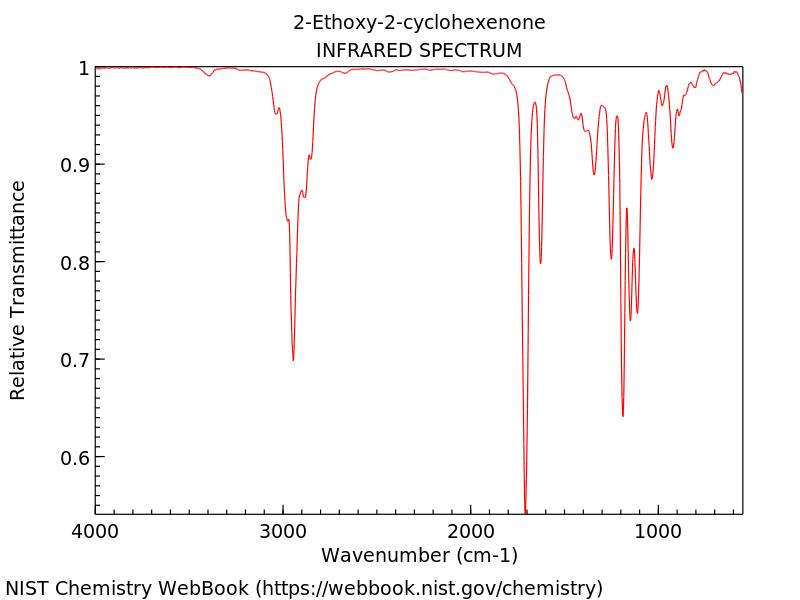 2-Ethoxy-2-cyclohexenone
INFRARED SPECTRUM
1
0.9
0.8
0.7
0.6
Relative Transmittance
4000 3000 2000 1000
Wavenumber (cm-1)
NIST Chemistry WebBook (https://webbook.nist.gov/chemistry)